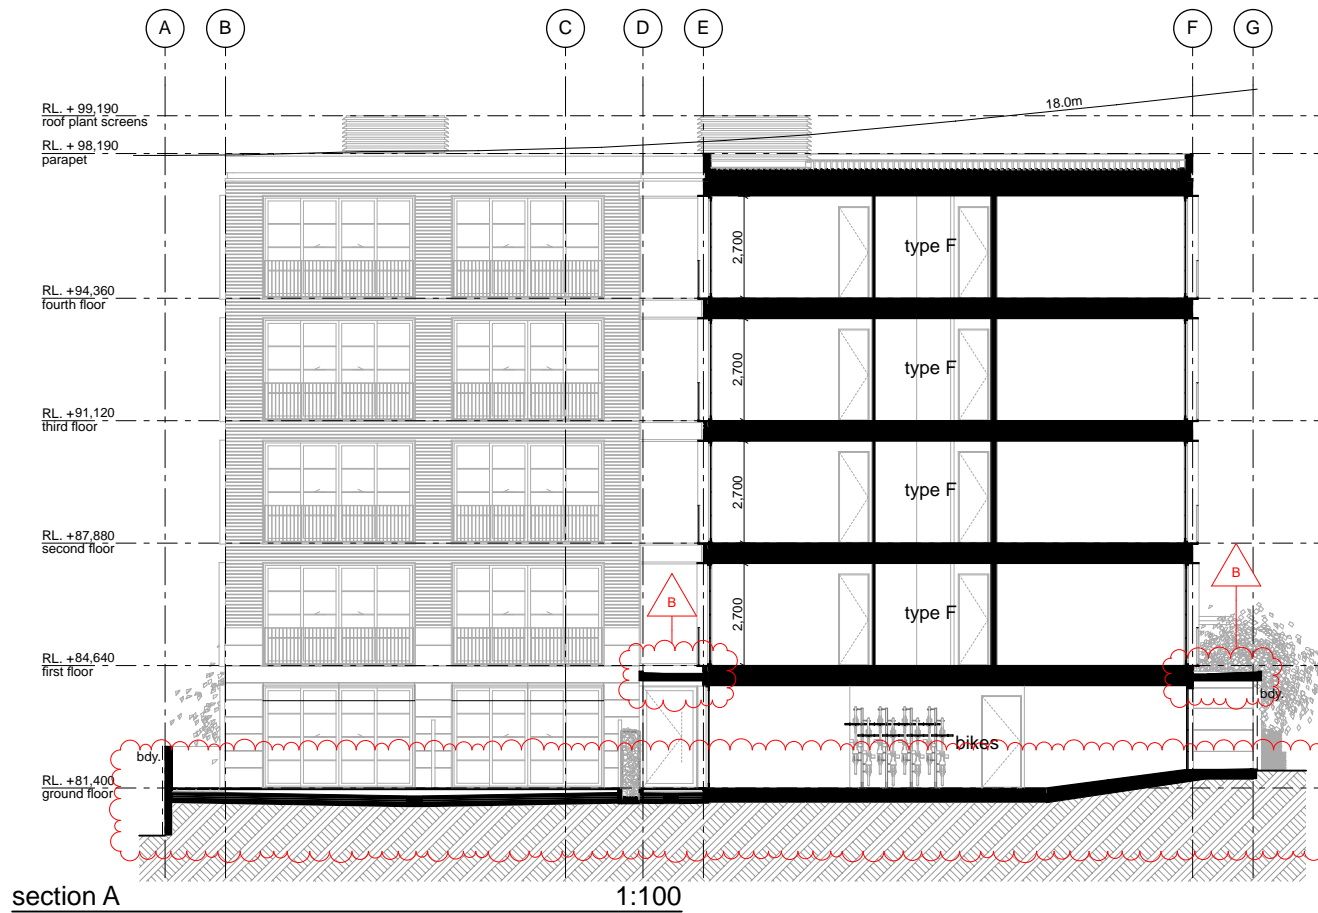 A B C D E F G
18.0m
RL. + 99,190
roof plant screens
RL. + 98,190
parapet
2,700
type F
RL. +94,360
fourth floor
2,700
type F
RL. +91,120
third floor
2,700
type F
RL. +87,880
second floor
B
B
2,700
type F
RL. +84,640
first floor
bdy.
bikes
bdy.
RL. +81,400
ground floor
section A 1:100